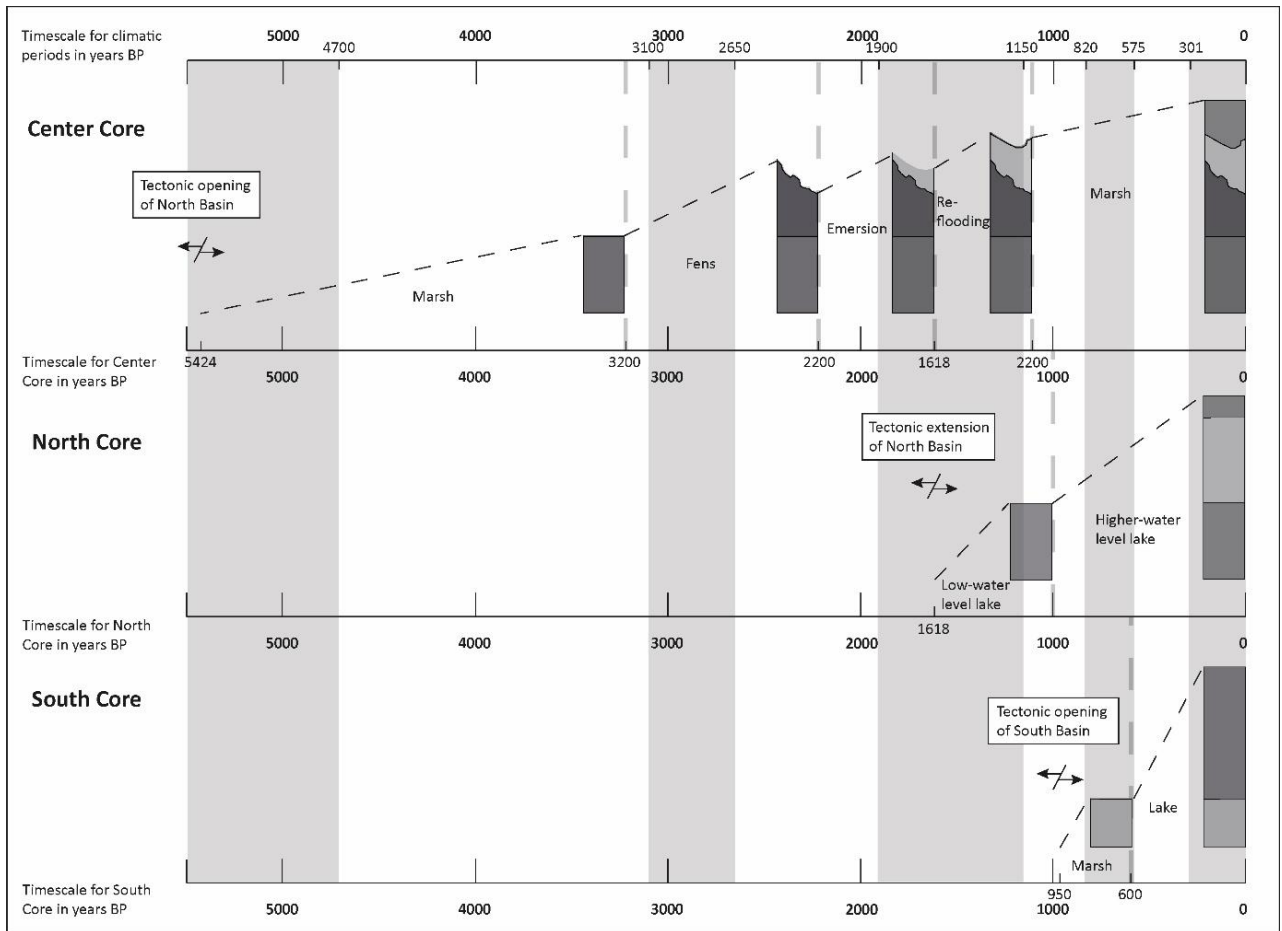 Timescale for climatic
periods in years BP
5000 4000 3000 2000 1000 0
4700 3100 2650 1900 1150 820 575 301
Center Core
Tectonic opening
of North Basin
Marsh
Fens
Emersion
Re-
flooding
Marsh
Timescale for Center
Core in years BP
5424 3200 2200 1618 2200
5000 4000 3000 2000 1000 0
North Core
Tectonic extension
of North Basin
Higher-water
level lake
Low-water
level lake
Timescale for North
Core in years BP
1618
5000 4000 3000 2000 1000 0
South Core
Tectonic opening
of South Basin
Lake
Marsh
Timescale for South
Core in years BP
950 600
5000 4000 3000 2000 1000 0